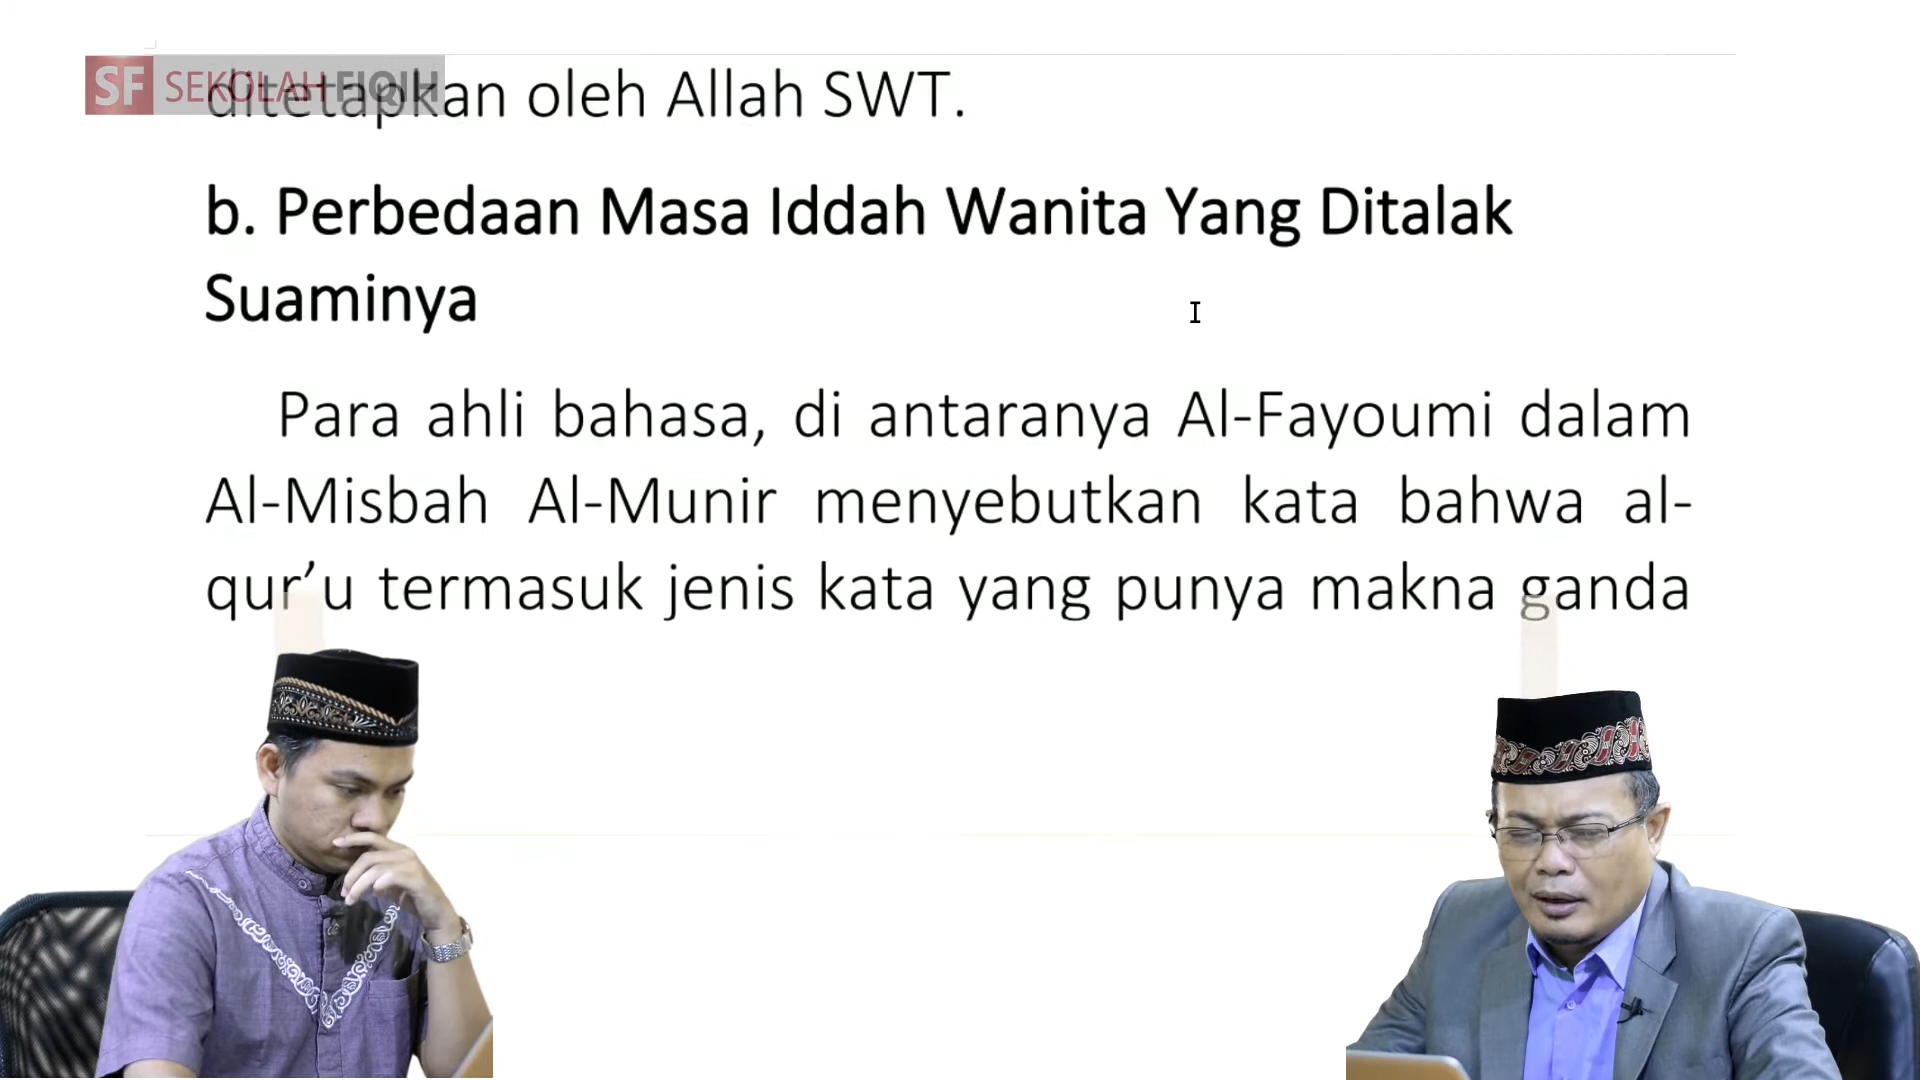 SF SEKOLAH FIQIH
ditetapkan oleh Allah SWT.
b. Perbedaan Masa Iddah Wanita Yang Ditalak
Suaminya
Para ahli bahasa, di antaranya Al-Fayoumi dalam
Al-Misbah Al-Munir menyebutkan kata bahwa al-
qur’u termasuk jenis kata yang punya makna ganda